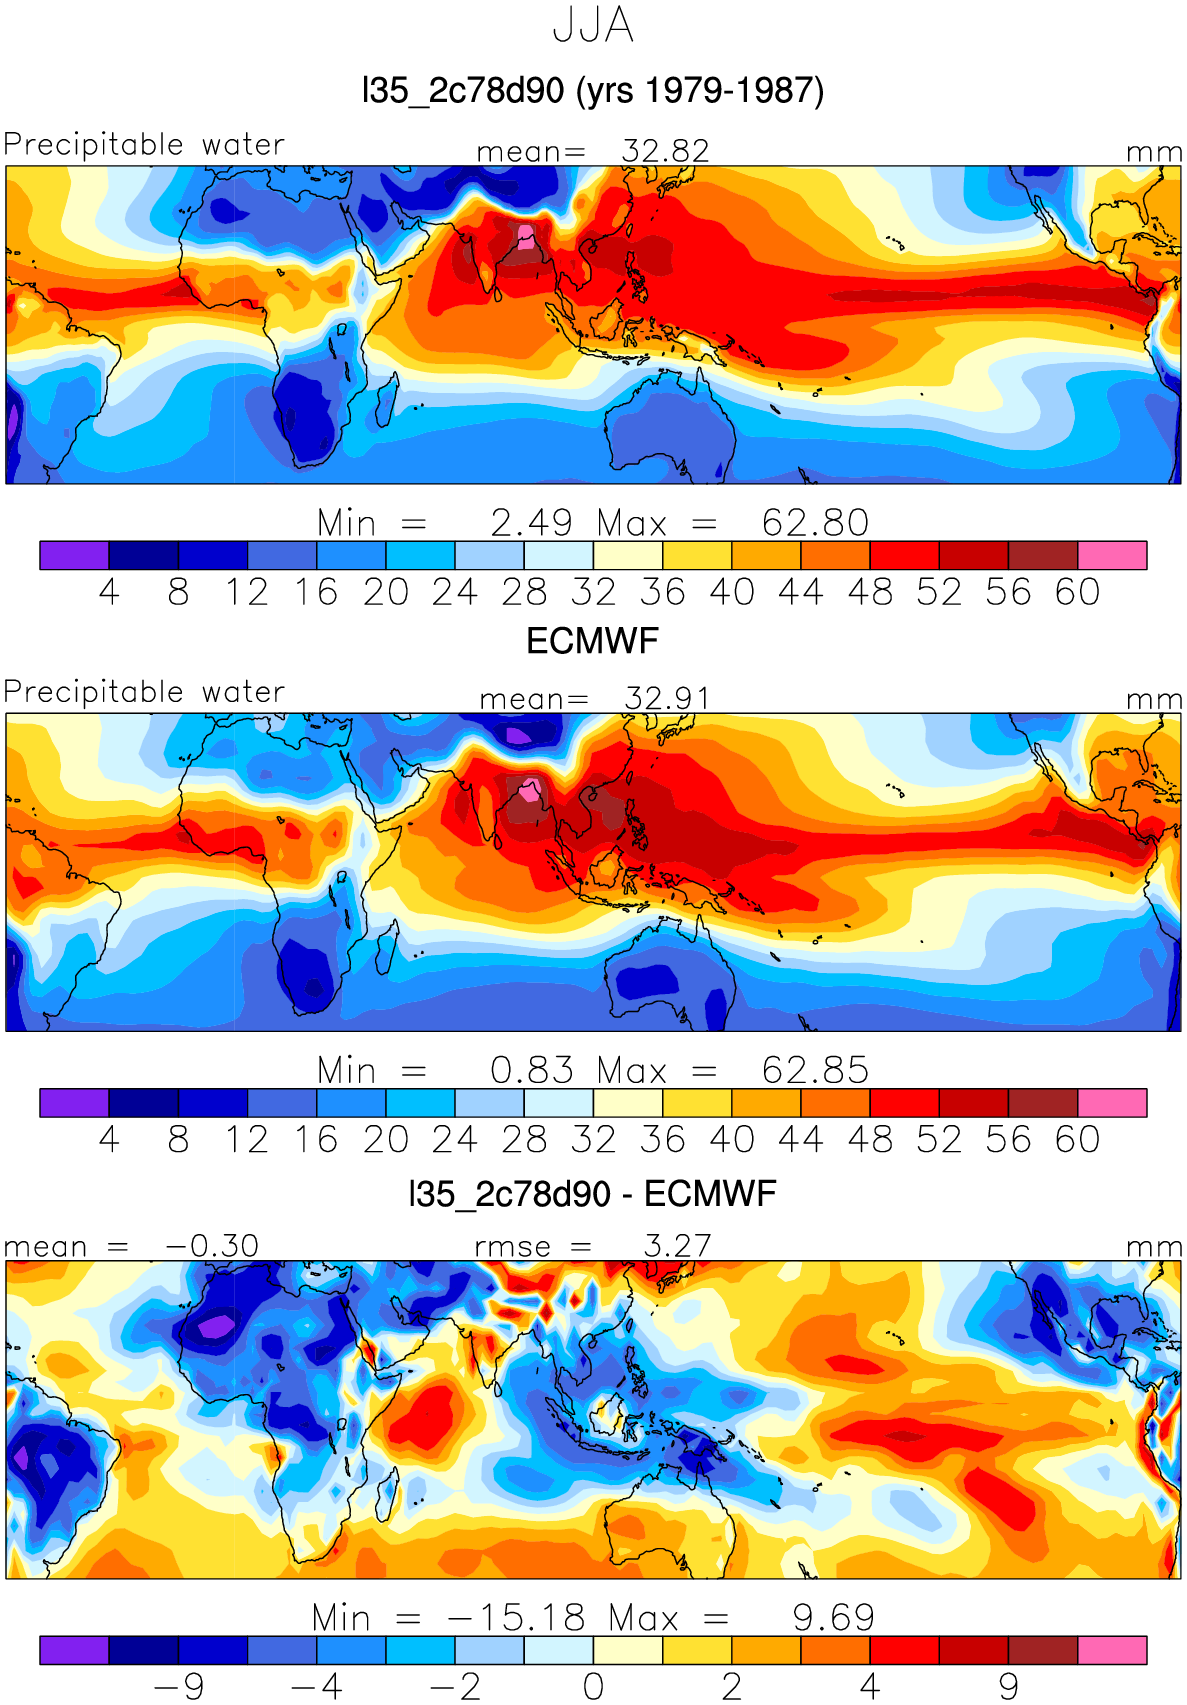 JJA
l35_2c78d90 (yrs 1979-1987)
Precipitable water mean= 32.82 mm
Min = 2.49 Max = 62.80
4 8 12 16 20 24 28 32 36 40 44 48 52 56 60
ECMWF
Precipitable water mean= 32.91 mm
Min = 0.83 Max = 62.85
4 8 12 16 20 24 28 32 36 40 44 48 52 56 60
l35_2c78d90 - ECMWF
mean = −0.30 rmse = 3.27 mm
Min = −15.18 Max = 9.69
−9 −4 −2 0 2 4 9